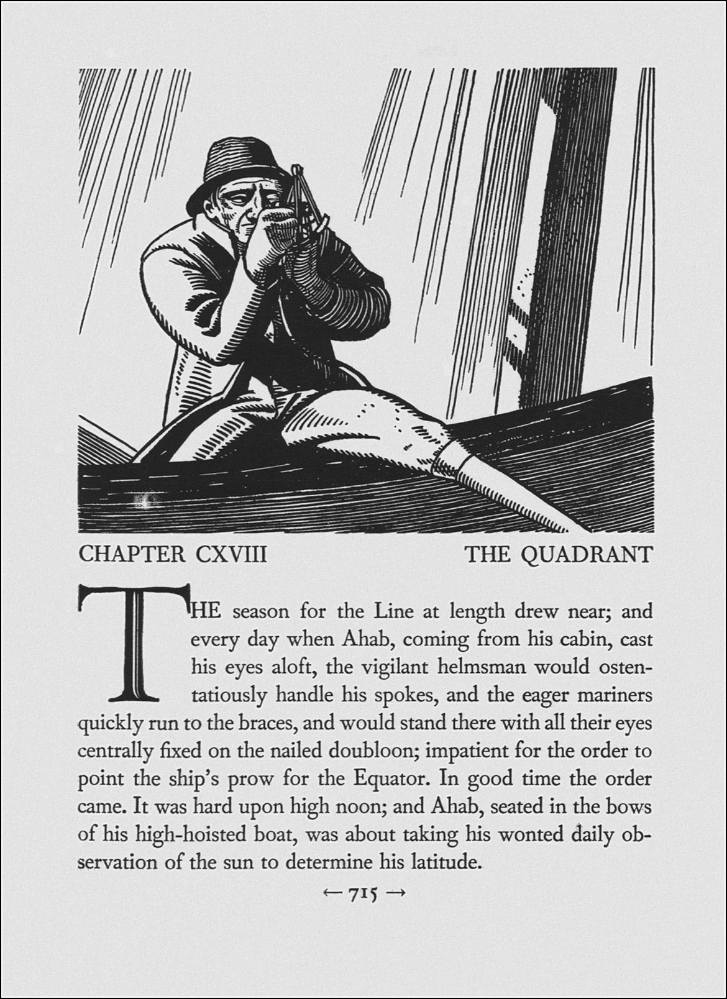 CHAPTER CXVIII THE QUADRANT
THE season for the Line at length drew near; and
every day when Ahab, coming from his cabin, cast
his eyes aloft, the vigilant helmsman would osten-
tatiously handle his spokes, and the eager mariners
quickly run to the braces, and would stand there with all their eyes
centrally fixed on the nailed doubloon; impatient for the order to
point the ship's prow for the Equator. In good time the order
came. It was hard upon high noon; and Ahab, seated in the bows
of his high-hoisted boat, was about taking his wonted daily ob-
servation of the sun to determine his latitude.
← 715 →